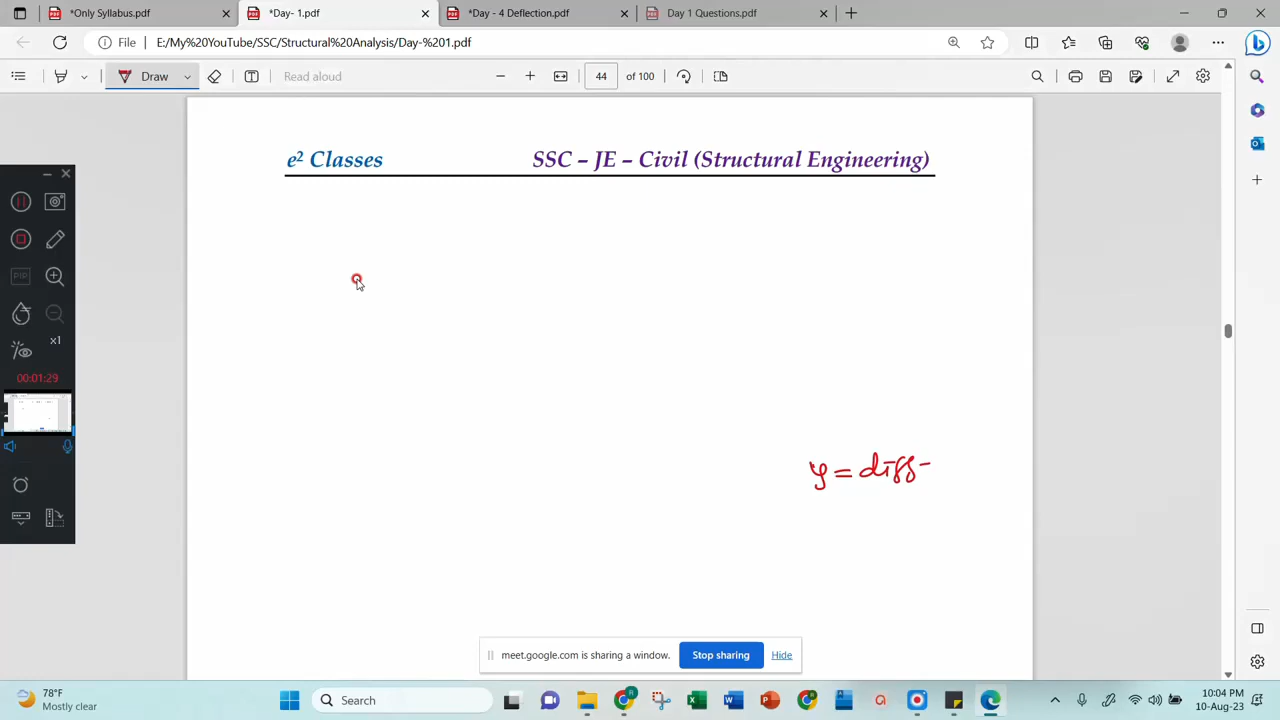 *Only Syllabus.pdf
*Day- 1.pdf
*Day - 4 Deflection.pdf
Day 1 Questions.pdf
File E:/My%20YouTube/SSC/Structural%20Analysis/Day-%201.pdf
Draw
Read aloud
44 of 100
e² Classes SSC – JE – Civil (Structural Engineering)
PIP
x1
00:01:29
y = diff-
meet.google.com is sharing a window. Stop sharing Hide
78°F
Mostly clear
Search
10:04 PM
10-Aug-23